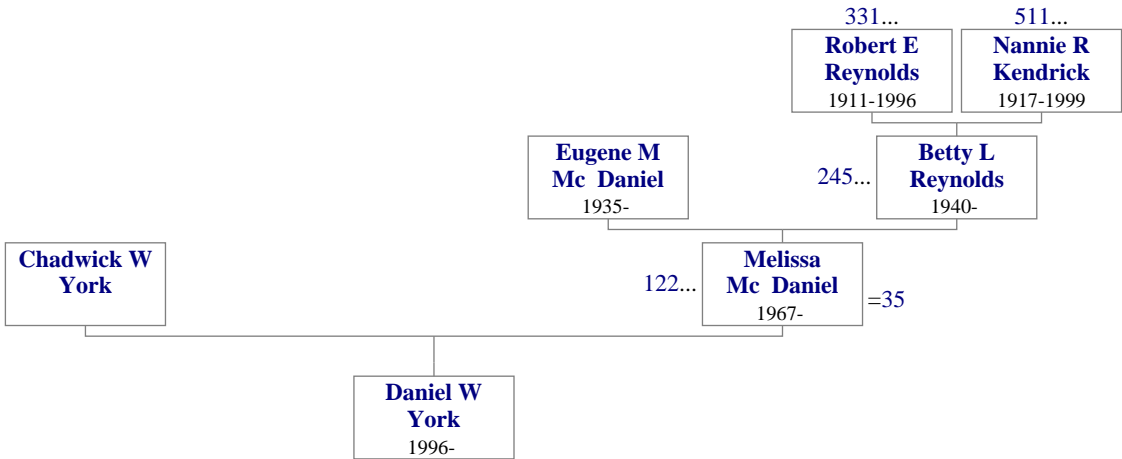 331...
511...
Robert E
Reynolds
1911-1996
Nannie R
Kendrick
1917-1999
Eugene M
Mc Daniel
1935-
245...
Betty L
Reynolds
1940-
Chadwick W
York
122...
Melissa
Mc Daniel
1967-
=35
Daniel W
York
1996-